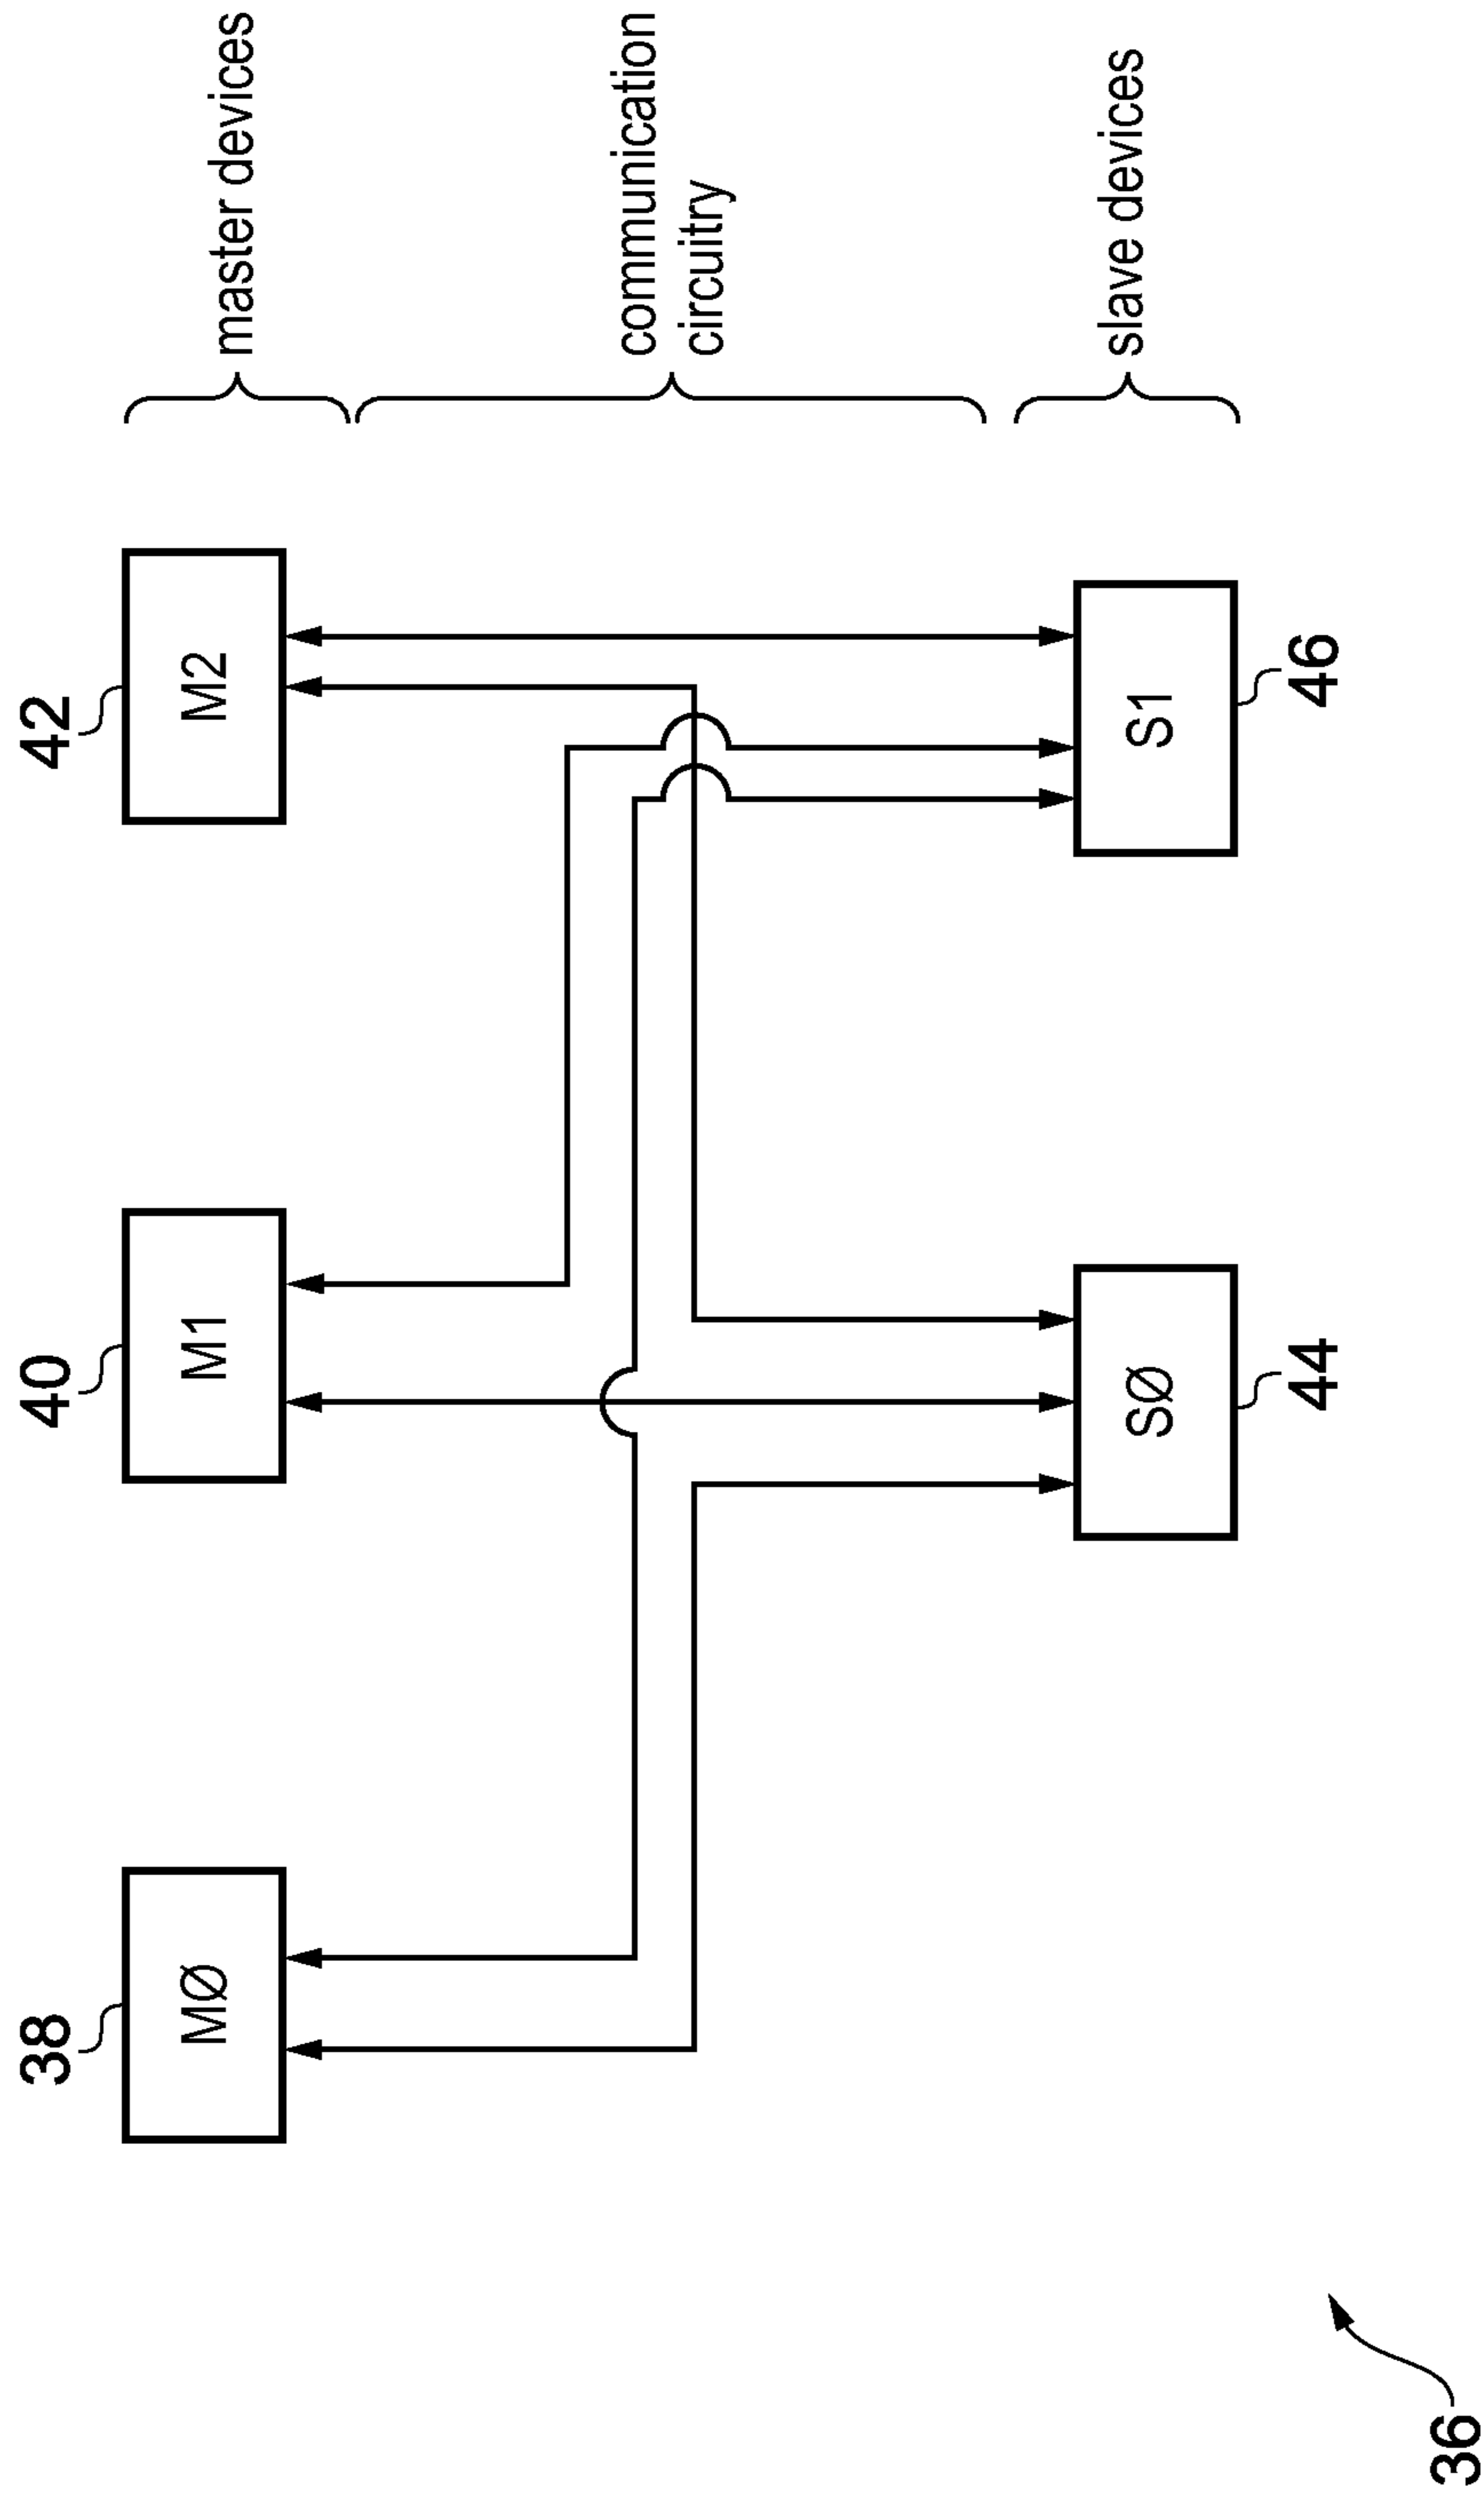 38
40
42
MØ
M1
M2
master devices
communication
circuitry
SØ
S1
slave devices
44
46
36